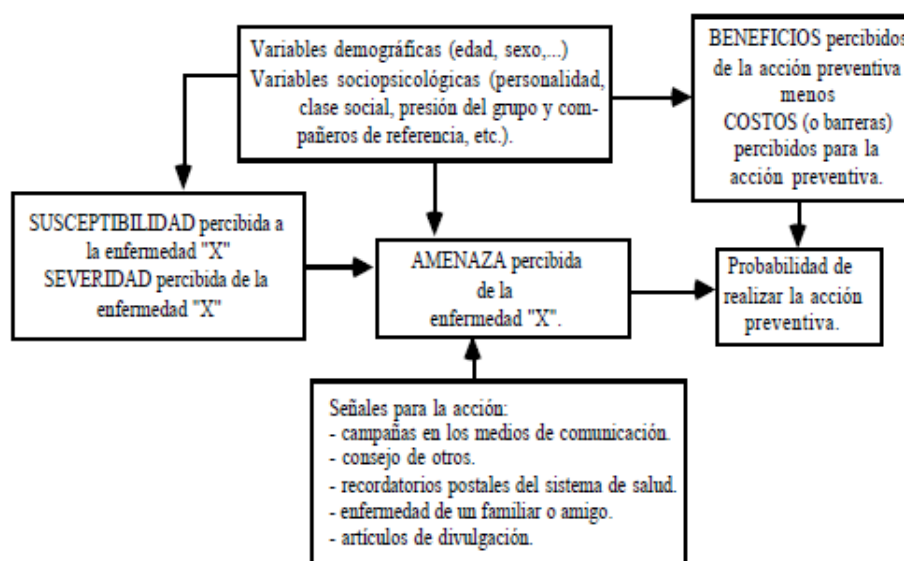 Variables demográficas (edad, sexo,...)
Variables sociopsicológicas (personalidad,
clase social, presión del grupo y com-
pañeros de referencia, etc.).
BENEFICIOS percibidos
de la acción preventiva
menos
COSTOS (o barreras)
percibidos para la
acción preventiva.
SUSCEPTIBILIDAD percibida a
la enfermedad "X"
SEVERIDAD percibida de la
enfermedad "X"
AMENAZA percibida
de la
enfermedad "X".
Probabilidad de
realizar la acción
preventiva.
Señales para la acción:
- campañas en los medios de comunicación.
- consejo de otros.
- recordatorios postales del sistema de salud.
- enfermedad de un familiar o amigo.
- artículos de divulgación.